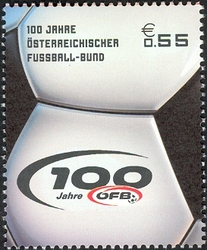 100 JAHRE
ÖSTERREICHISCHER
FUSSBALL-BUND
€
0.55
100
Jahre ÖFB